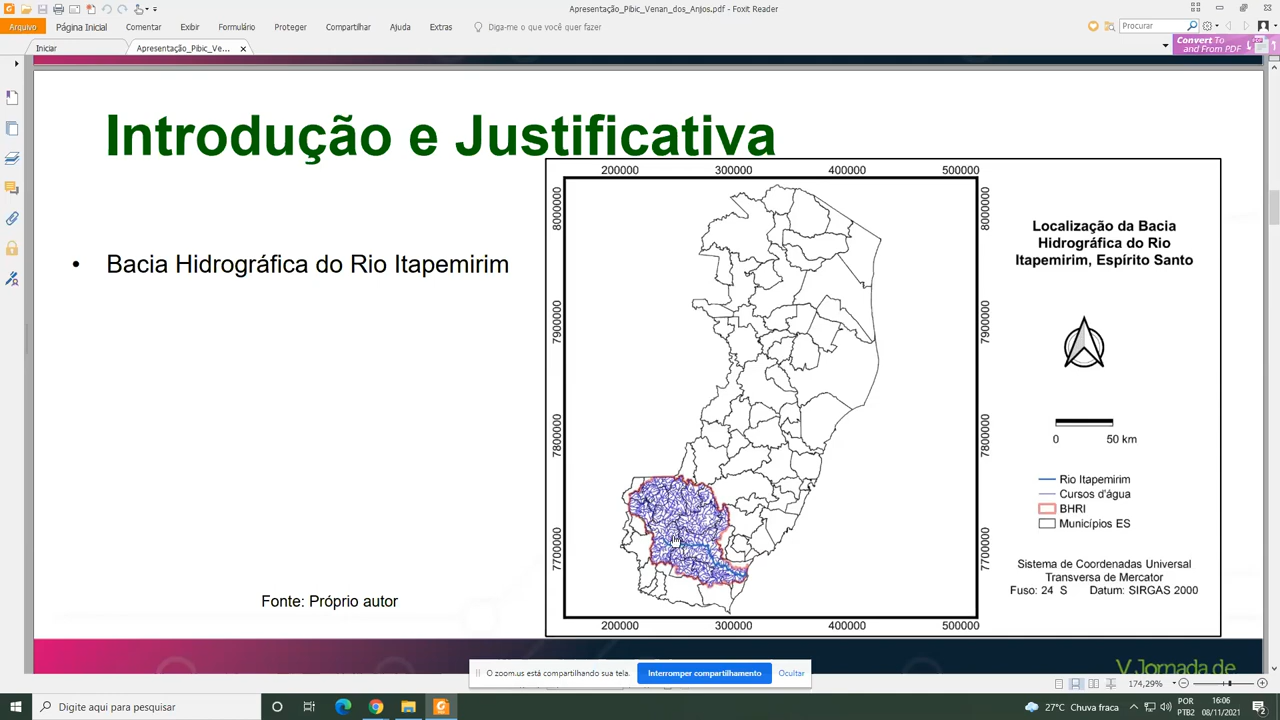 Apresentação_Pibic_Venan_dos_Anjos.pdf - Foxit Reader
Arquivo Página Inicial Comentar Exibir Formulário Proteger Compartilhar Ajuda Extras Diga-me o que você quer fazer Procurar
Iniciar Apresentação_Pibic_Ve...
Convert To
and From PDF
Introdução e Justificativa
• Bacia Hidrográfica do Rio Itapemirim
200000 300000 400000 500000
8000000 8000000
7900000 7900000
7800000 7800000
7700000 7700000
200000 300000 400000 500000
Localização da Bacia
Hidrográfica do Rio
Itapemirim, Espírito Santo
0 50 km
Rio Itapemirim
Cursos d'água
BHRI
Municípios ES
Sistema de Coordenadas Universal
Transversa de Mercator
Fuso: 24 S Datum: SIRGAS 2000
Fonte: Próprio autor
V Jornada de
O zoom.us está compartilhando sua tela. Interromper compartilhamento Ocultar
174,29%
Digite aqui para pesquisar
27°C Chuva fraca
POR
PTB2
16:06
08/11/2021
2